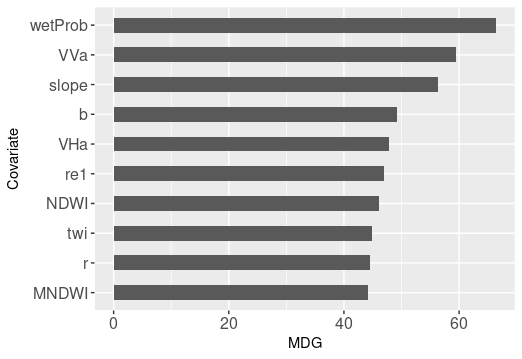 wetProb
VVa
slope
b
VHa
re1
NDWI
twi
r
MNDWI
Covariate
0 20 40 60
MDG